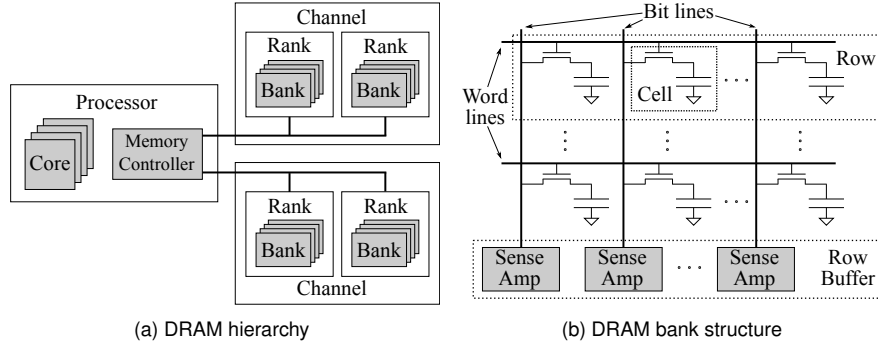 Channel
Rank
Rank
Bank
Bank
Processor
Core
Memory
Controller
Rank
Rank
Bank
Bank
Channel
(a) DRAM hierarchy
Bit lines
Row
Word
lines
Cell
Sense
Amp
Sense
Amp
Sense
Amp
Row
Buffer
(b) DRAM bank structure